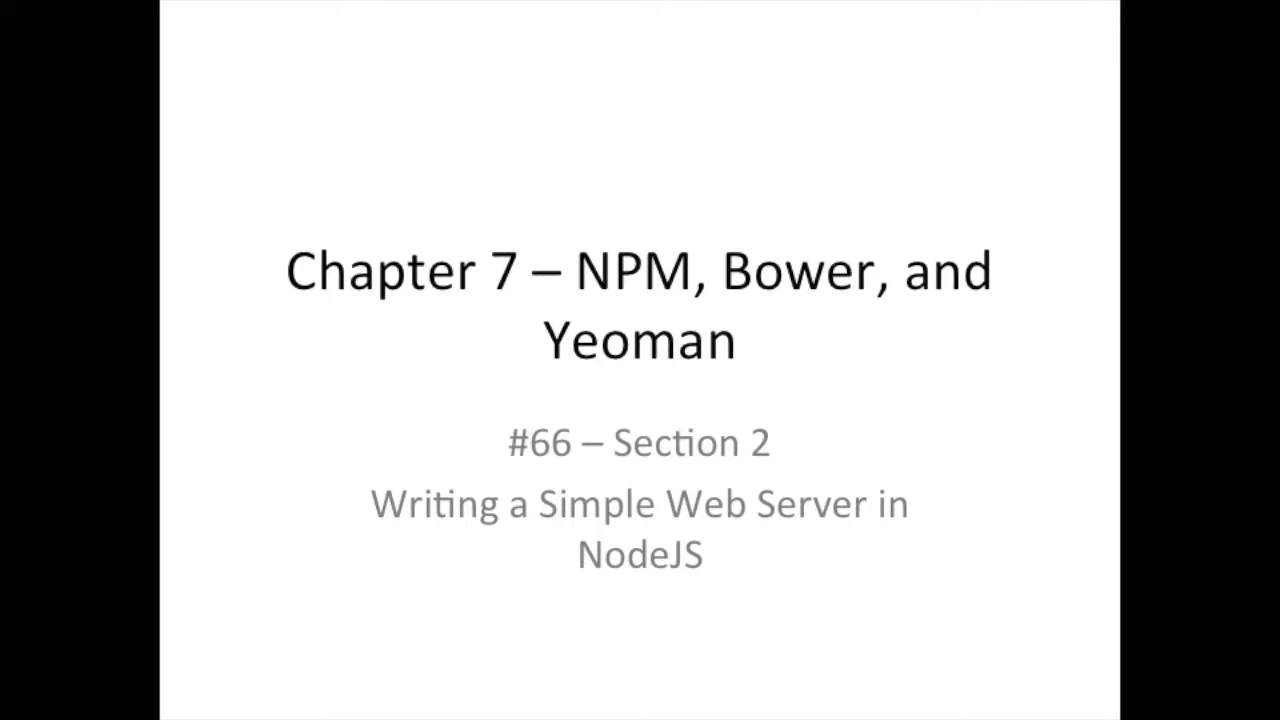 Chapter 7 – NPM, Bower, and
Yeoman
#66 – Section 2
Writing a Simple Web Server in
NodeJS